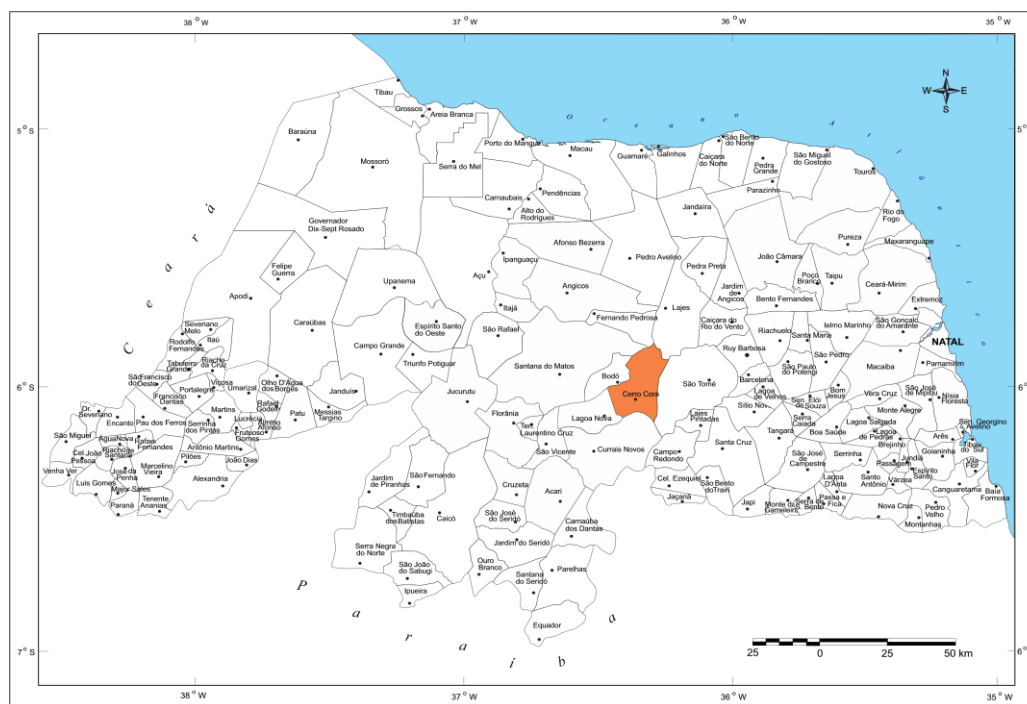 38 ° W
37 ° W
36 ° W
35 ° W
N
W E
S
Tibau
Grossos
Areia Branca
Oceano Atlântico
5 ° S
5 ° S
Baraúna
Mossoró
Serra do Mel
Porto do Mangue
Macau
Guamaré
Galinhos
Caiçara
do Norte
São Bento
do Norte
Pedra
Grande
São Miguel
do Gostoso
Parazinho
Touros
Carnaubais
Pendências
Alto do
Rodrigues
Jandaíra
Rio do
Fogo
Governador
Dix-Sept Rosado
Afonso Bezerra
Pedro Avelino
Pureza
Maxaranguape
Ceará
Felipe
Guerra
Açu
Ipanguaçu
João Câmara
Upanema
Angicos
Pedra Preta
Jardim de
Angicos
Poço
Branco
Taipu
Ceará-Mirim
Apodi
Itajá
Fernando Pedrosa
Lajes
Bento Fernandes
Extremoz
Severiano
Melo
Itaú
Caraúbas
Espírito Santo
do Oeste
São Rafael
Caiçara do
Rio do Vento
Riachuelo
Santa Maria
Ielmo Marinho
São Gonçalo
do Amarante
NATAL
Rodolfo
Fernandes
Campo Grande
Triunfo Potiguar
Ruy Barbosa
Parnamirim
Taboleiro
Grande
Riacho
da Cruz
Santana do Matos
São Pedro
Macaíba
6 ° S
6 ° S
São Francisco
do Oeste
Portalegre
Viçosa
Umarizal
Olho D'Água
dos Borges
Janduís
Jucurutu
Bodó
Cerro Corá
São Tomé
Barcelona
Lagoa
de Velhos
São Paulo
do Potengi
Bom
Jesus
Vera Cruz
São José
de Mipibu
Nísia
Floresta
Francisco
Dantas
Rafael
Godeir
Messias
Targino
Florânia
Lagoa Nova
Lajes
Pintadas
Sítio Novo
Sen. Elói
de Souza
Monte Alegre
Dr.
Severiano
Encanto
Pau dos Ferros
Martins
Lucrécia
Almino
Afonso
Patu
Serrinha
dos Pintos
Frutuoso
Gomes
Ten.
Laurentino Cruz
Tangará
Serra
Caiada
Boa Saúde
Lagoa Salgada
Lagoa
de Pedras
Brejinho
Arês
Sen. Georgino
Avelino
Tibau
do Sul
São Miguel
Água Nova
Rafael
Fernandes
Riacho de
Santana
Antônio Martins
São Vicente
Currais Novos
Campo
Redondo
Santa Cruz
Goianinha
Cel. João
Pessoa
Pilões
João Dias
São José
do Campestre
Serrinha
Passagem
Jundiá
Espírito
Santo
Vila
Flor
Venha Ver
José da
Penha
Marcelino
Vieira
Alexandria
São Fernando
Cruzeta
Acari
Cel. Ezequiel
São Bento
do Trairi
Santo
Antônio
Várzea
Canguaretama
Baía
Formosa
Luís Gomes
Major Sales
Jardim
de Piranhas
Jaçanã
Japi
Monte das
Gameleiras
Serra de
S. Bento
Passa e
Fica
Lagoa
D'Anta
Pedro
Velho
Paraná
Tenente
Ananias
Timbaúba
dos Batistas
Caicó
São José
do Seridó
Carnaúba
dos Dantas
Nova Cruz
Montanhas
Serra Negra
do Norte
Jardim do Seridó
São João
do Sabugi
Ouro
Branco
Parelhas
Santana
do Seridó
Ipueira
Equador
Paraíba
7 ° S
6 ° S
25 0 25 50 km
38 ° W
37 ° W
36 ° W
35 ° W